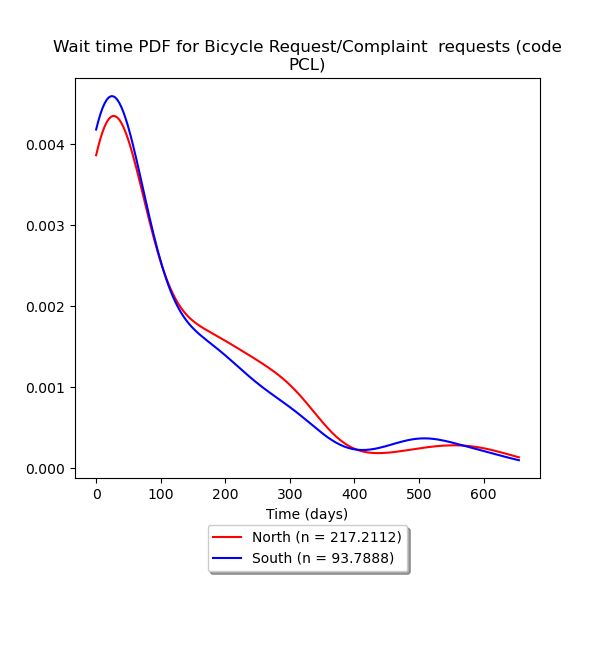 Wait time PDF for Bicycle Request/Complaint  requests (code
PCL)
0.004
0.003
0.002
0.001
0.000
0 100 200 300 400 500 600
Time (days)
North (n = 217.2112)
South (n = 93.7888)